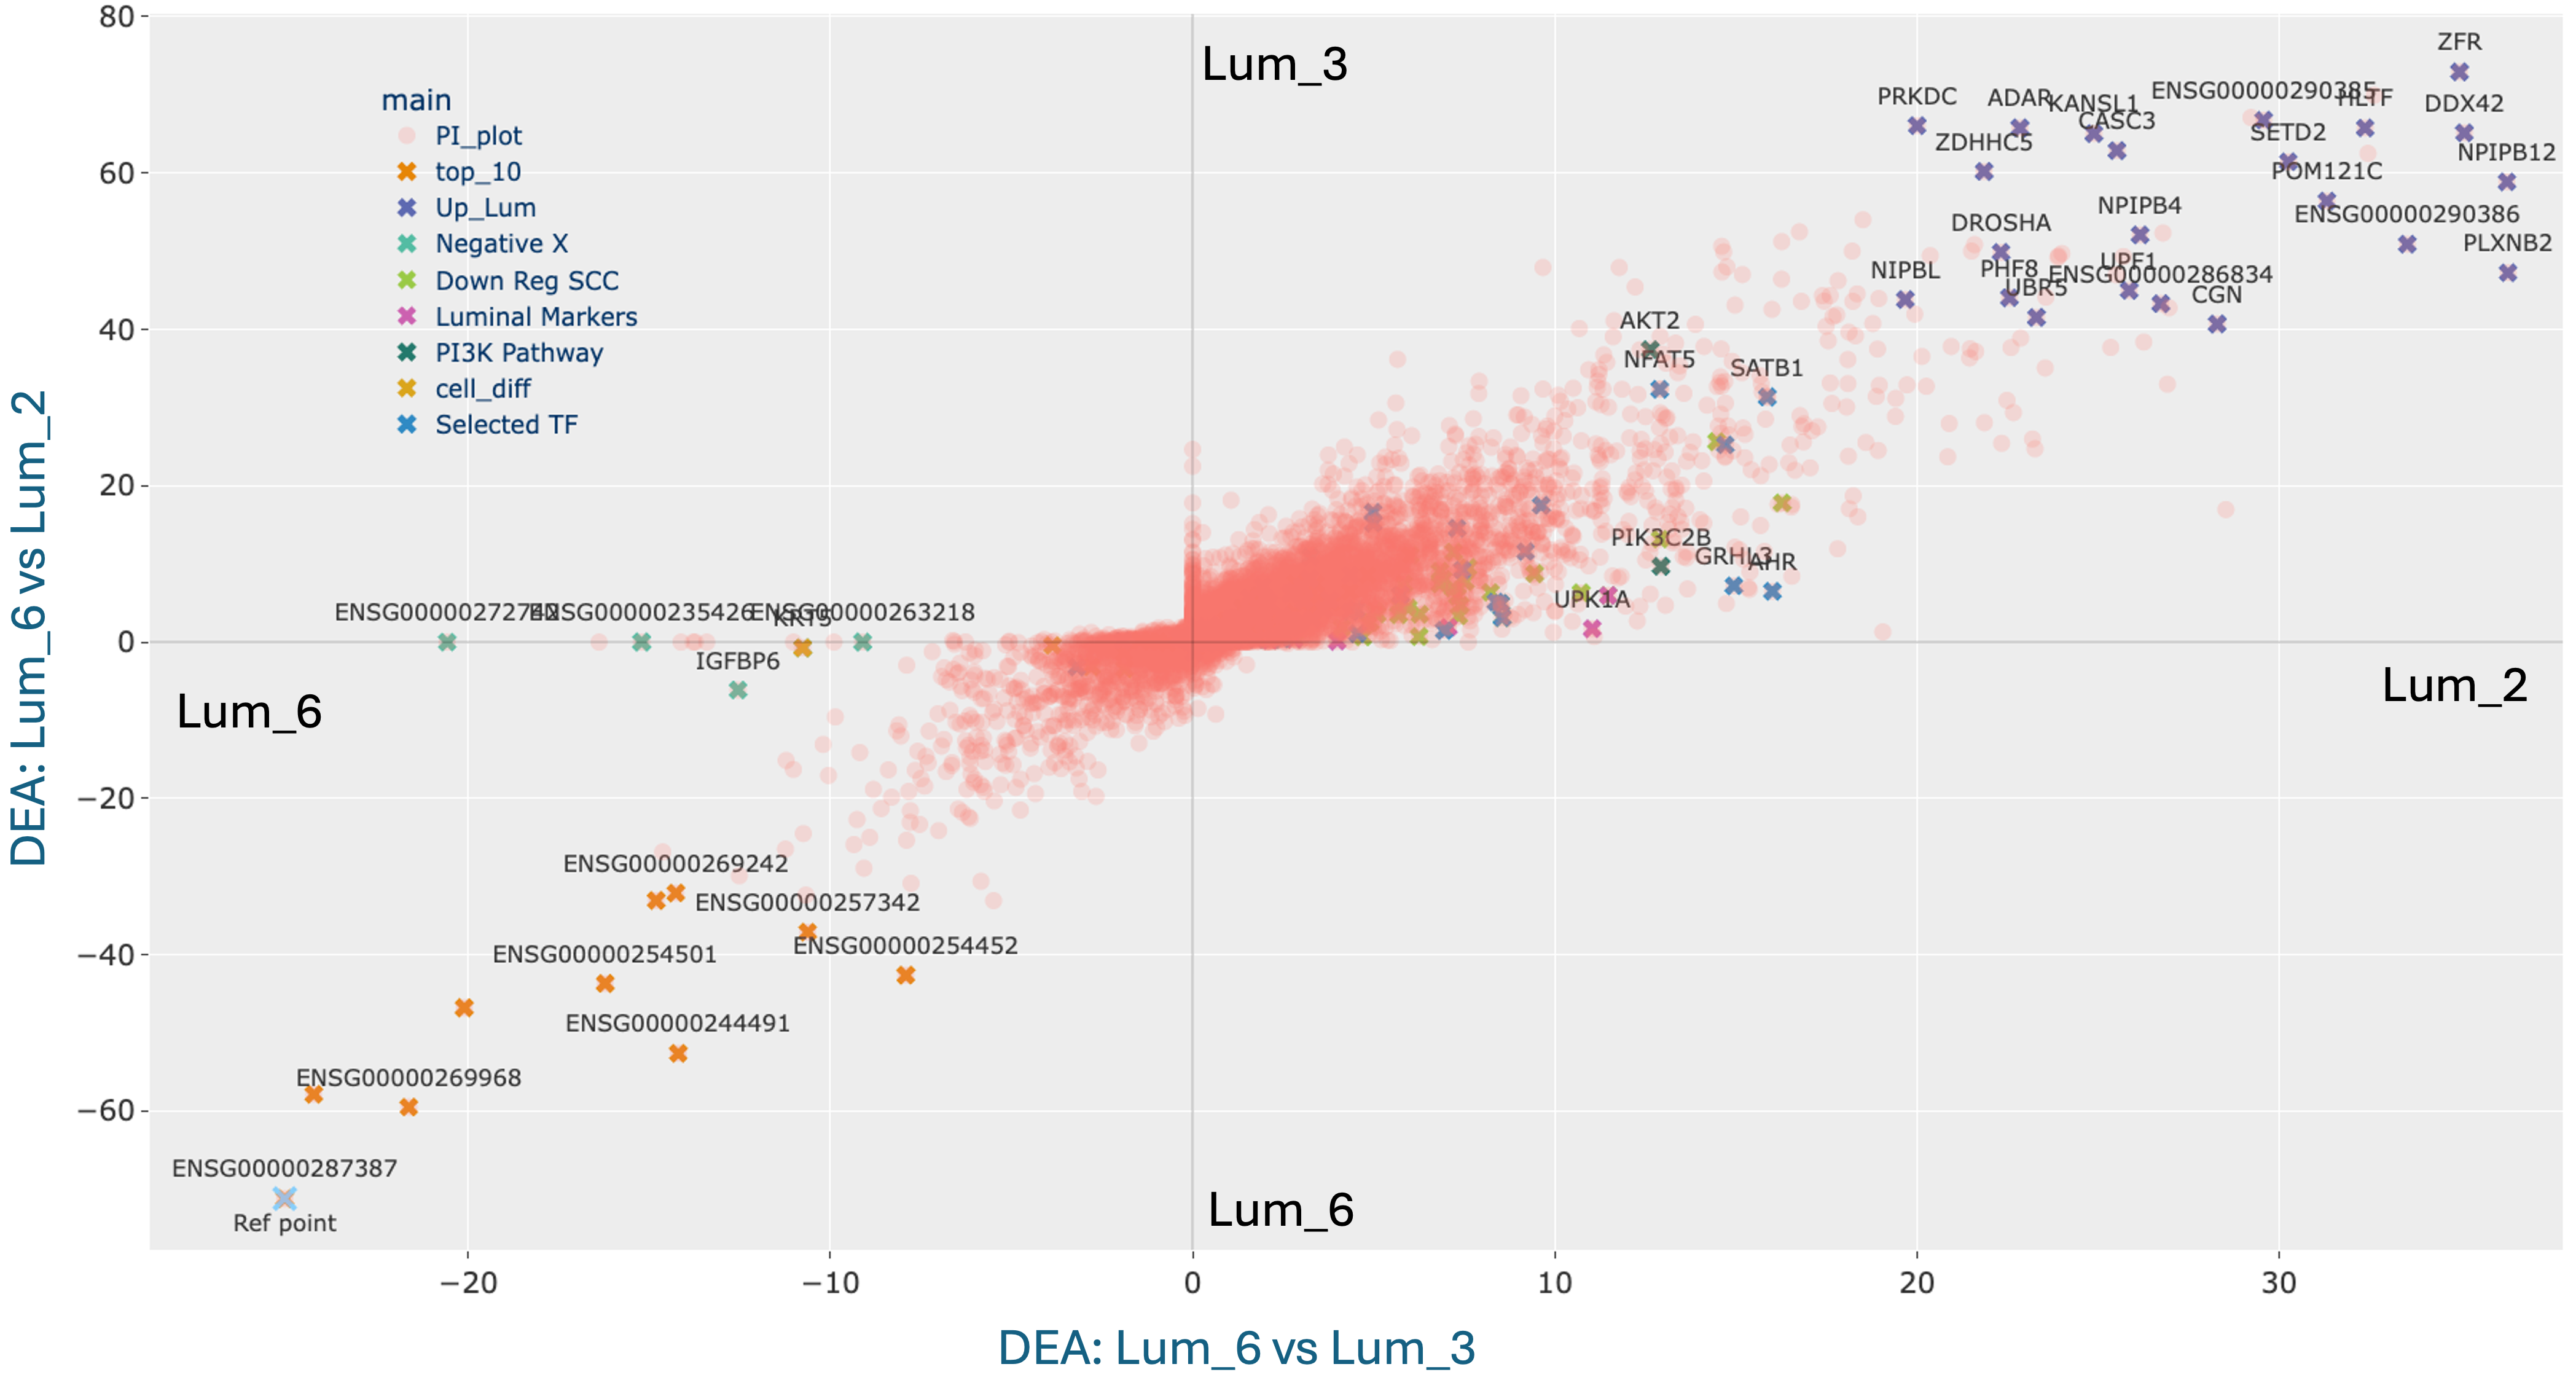 80
60
40
20
0
−20
−40
−60
DEA: Lum_6 vs Lum_2
Lum_3
main
PI_plot
top_10
Up_Lum
Negative X
Down Reg SCC
Luminal Markers
PI3K Pathway
cell_diff
Selected TF
ZFR
ENSG00000290385
HLTF
PRKDC
ADAR
KANSL1
DDX42
CASC3
SETD2
ZDHHC5
NPIPB12
POM121C
NPIPB4
ENSG00000290386
DROSHA
PLXNB2
UPF1
NIPBL
PHF8
ENSG00000286834
UBR5
CGN
AKT2
NFAT5
SATB1
PIK3C2B
GRHL3
AHR
UPK1A
ENSG00000272742
ENSG00000235426
ENSG00000263218
KRT5
IGFBP6
Lum_6
Lum_2
ENSG00000269242
ENSG00000257342
ENSG00000254452
ENSG00000254501
ENSG00000244491
ENSG00000269968
ENSG00000287387
Ref point
Lum_6
−20
−10
0
10
20
30
DEA: Lum_6 vs Lum_3